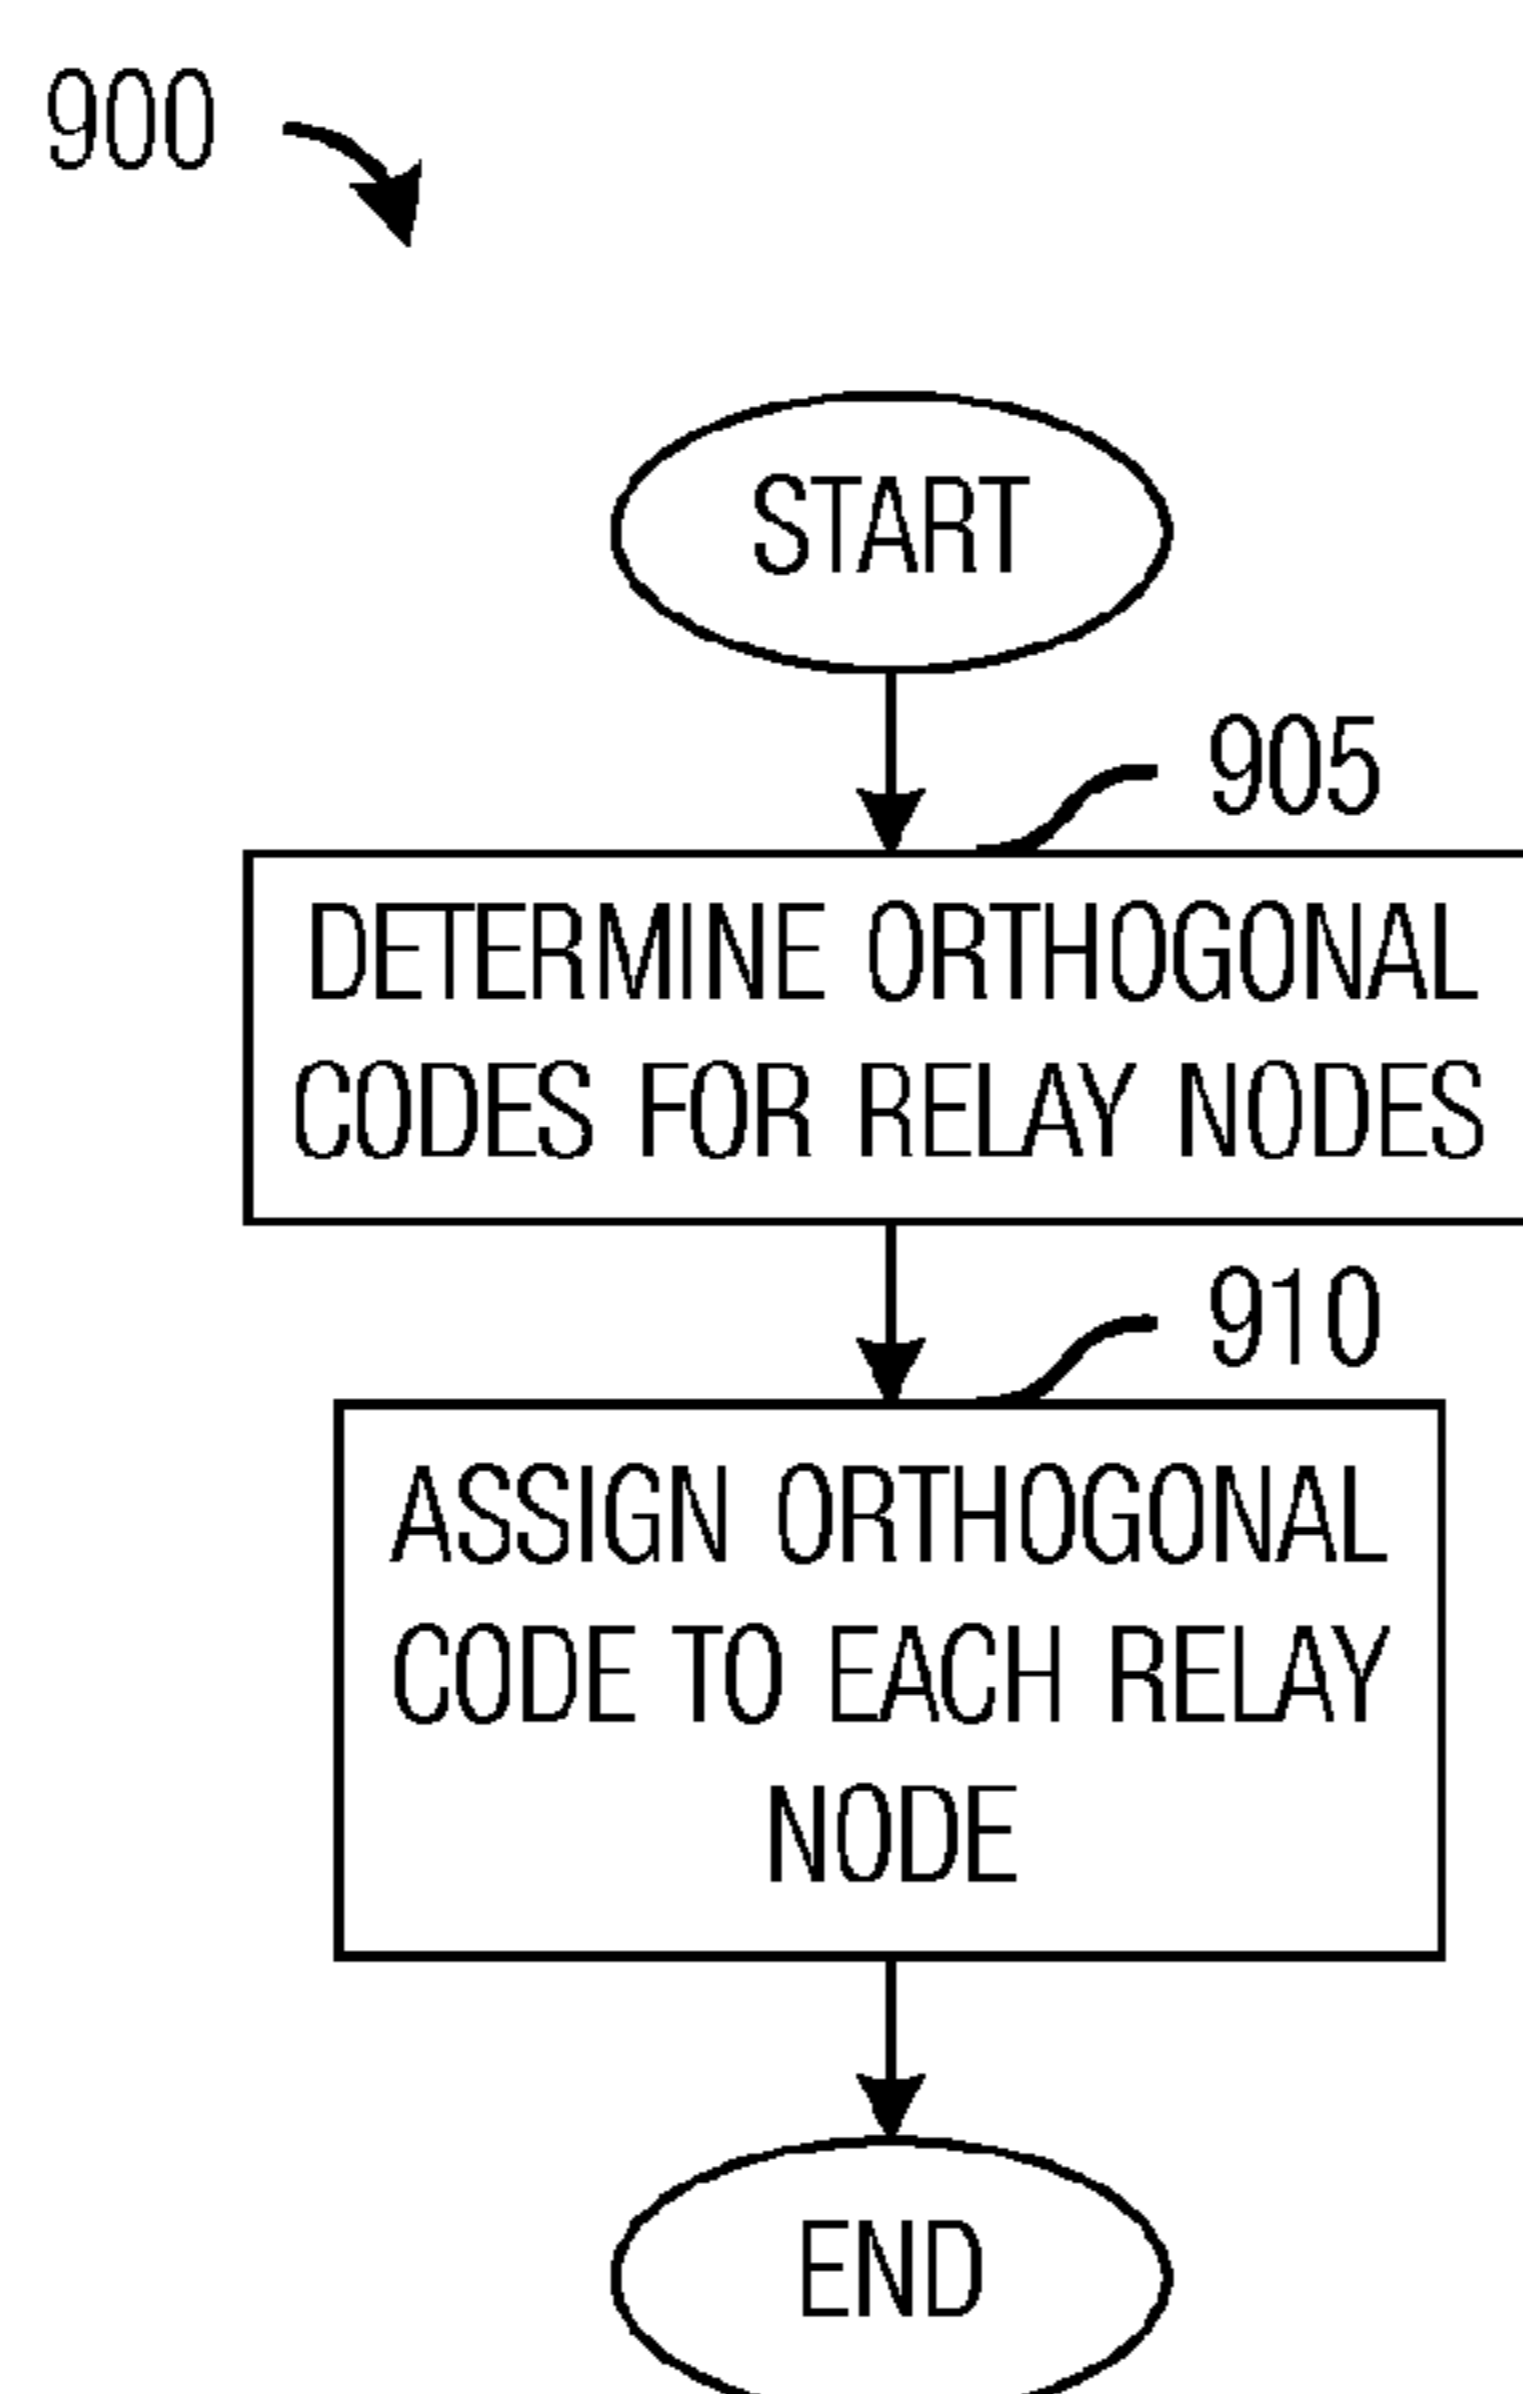 900
START
905
DETERMINE ORTHOGONAL
CODES FOR RELAY NODES
910
ASSIGN ORTHOGONAL
CODE TO EACH RELAY
NODE
END